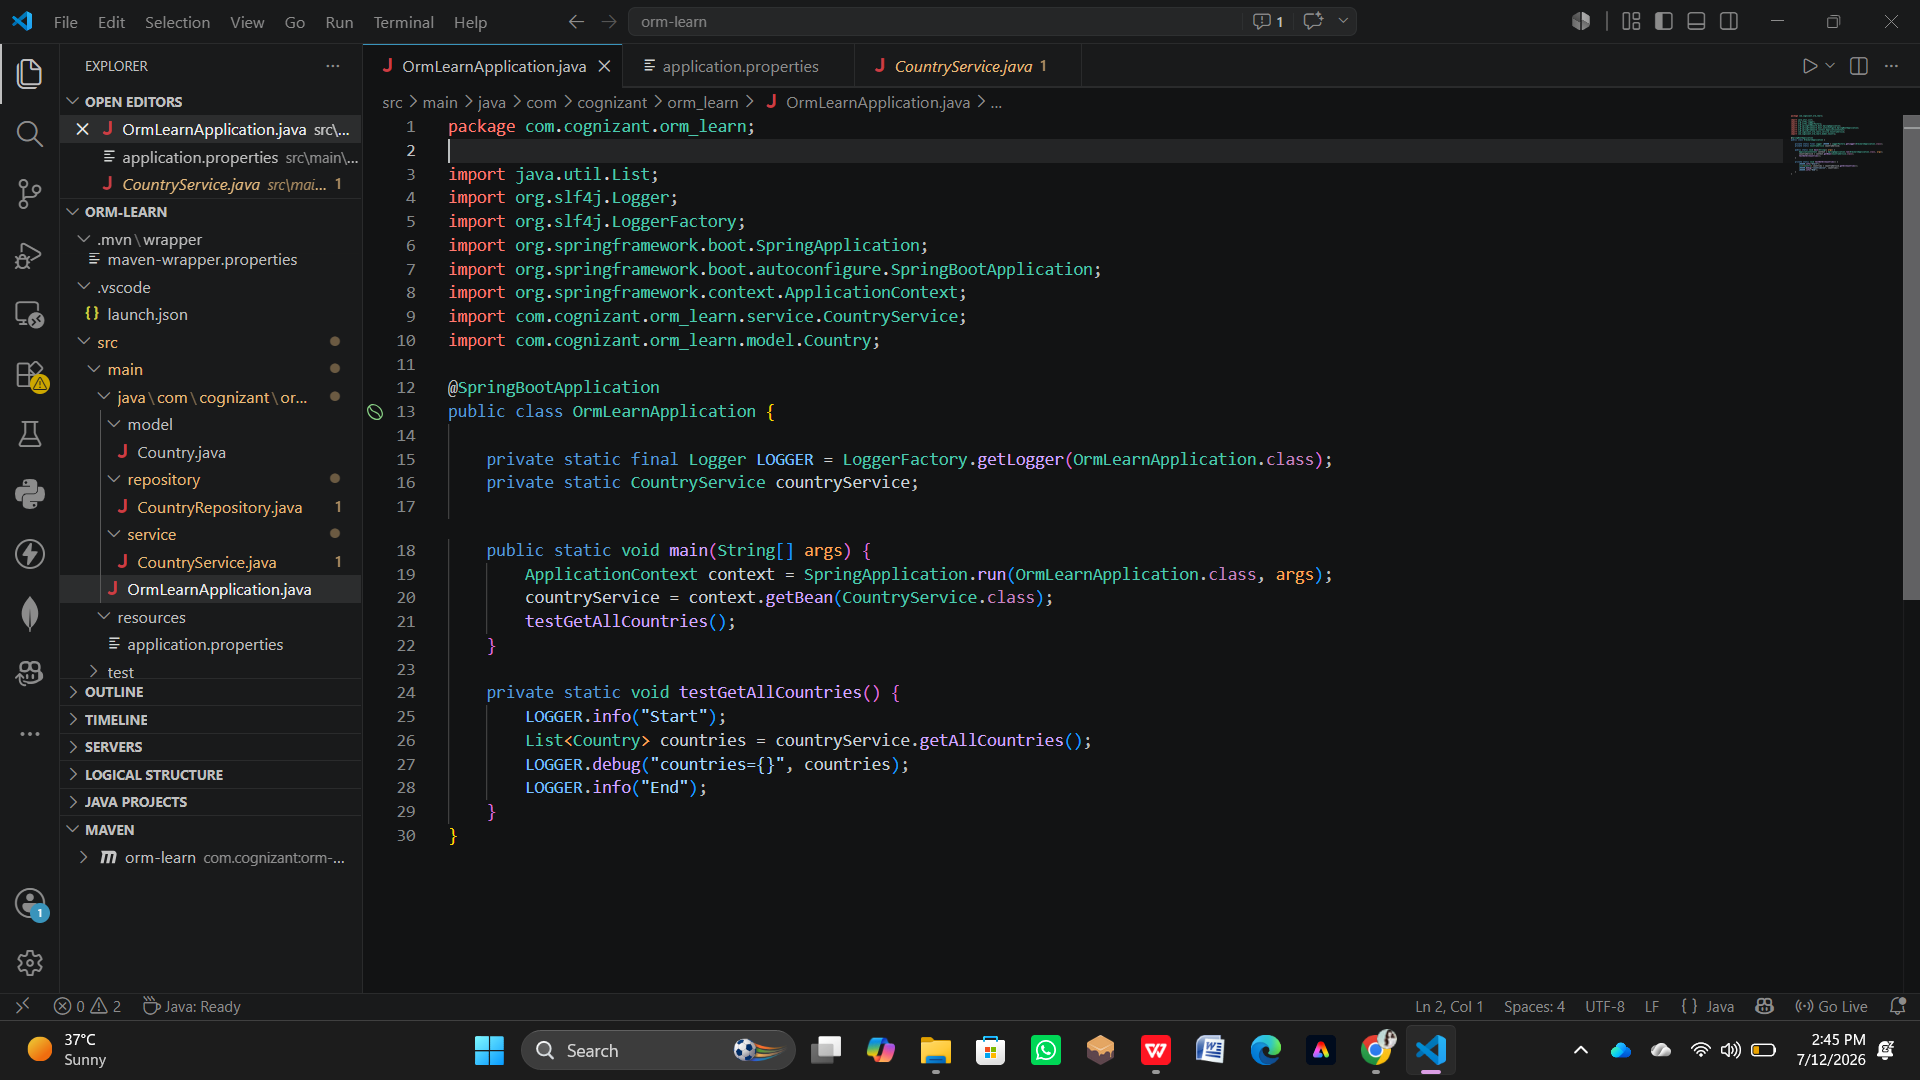 File Edit Selection View Go Run Terminal Help
orm-learn
1
EXPLORER
OPEN EDITORS
OrmLearnApplication.java src\...
application.properties src\main\...
CountryService.java src\mai... 1
ORM-LEARN
.mvn\wrapper
maven-wrapper.properties
.vscode
{} launch.json
src
main
java\com\cognizant\or...
model
J Country.java
repository
J CountryRepository.java 1
service
J CountryService.java 1
J OrmLearnApplication.java
resources
application.properties
test
OUTLINE
TIMELINE
SERVERS
LOGICAL STRUCTURE
JAVA PROJECTS
MAVEN
orm-learn com.cognizant:orm-...
1
J OrmLearnApplication.java
application.properties
J CountryService.java 1
src > main > java > com > cognizant > orm_learn > J OrmLearnApplication.java > ...
1 package com.cognizant.orm_learn;
2
3 import java.util.List;
4 import org.slf4j.Logger;
5 import org.slf4j.LoggerFactory;
6 import org.springframework.boot.SpringApplication;
7 import org.springframework.boot.autoconfigure.SpringBootApplication;
8 import org.springframework.context.ApplicationContext;
9 import com.cognizant.orm_learn.service.CountryService;
10 import com.cognizant.orm_learn.model.Country;
11
12 @SpringBootApplication
13 public class OrmLearnApplication {
14
15 private static final Logger LOGGER = LoggerFactory.getLogger(OrmLearnApplication.class);
16 private static CountryService countryService;
17
18 public static void main(String[] args) {
19 ApplicationContext context = SpringApplication.run(OrmLearnApplication.class, args);
20 countryService = context.getBean(CountryService.class);
21 testGetAllCountries();
22 }
23
24 private static void testGetAllCountries() {
25 LOGGER.info("Start");
26 List<Country> countries = countryService.getAllCountries();
27 LOGGER.debug("countries={}", countries);
28 LOGGER.info("End");
29 }
30 }
0 2 Java: Ready
Ln 2, Col 1 Spaces: 4 UTF-8 LF {} Java Go Live
37°C
Sunny
Search
2:45 PM
7/12/2026